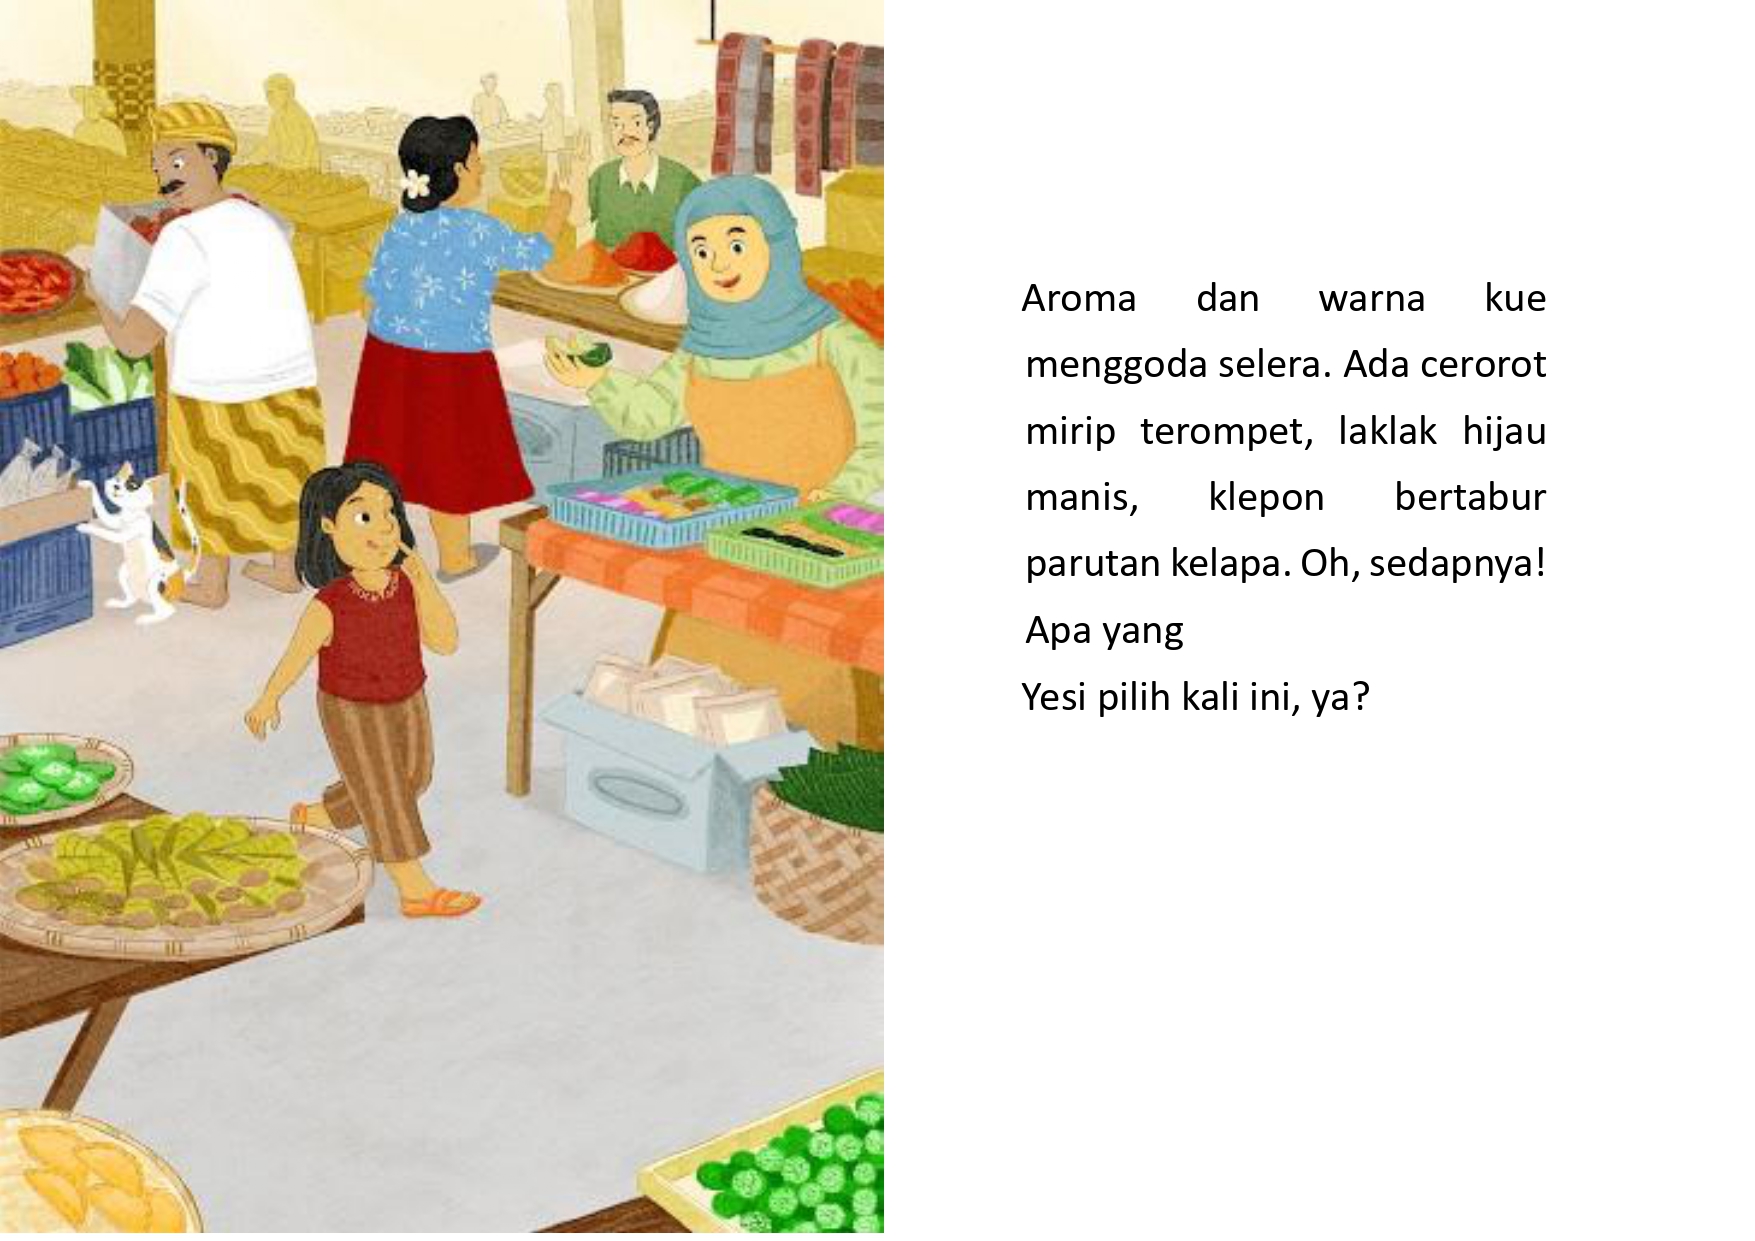 Aroma dan warna kue
menggoda selera. Ada cerorot
mirip terompet, laklak hijau
manis, klepon bertabur
parutan kelapa. Oh, sedapnya!
Apa yang
Yesi pilih kali ini, ya?